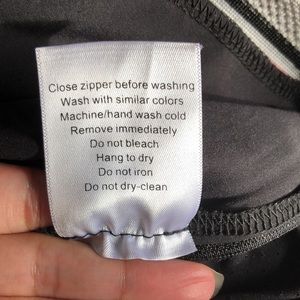 Close zipper before washing
Wash with similar colors
Machine/hand wash cold
Remove immediately
Do not bleach
Hang to dry
Do not iron
Do not dry-clean